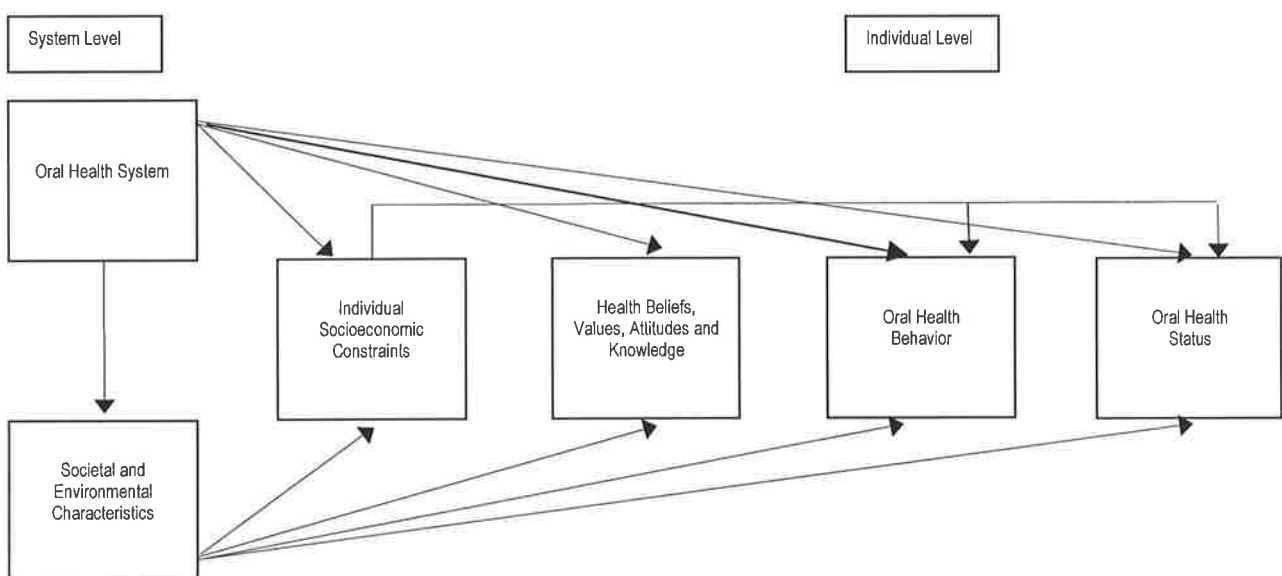 System Level
Individual Level
Oral Health System
Individual
Socioeconomic
Constraints
Health Beliefs,
Values, Attitudes and
Knowledge
Oral Health
Behavior
Oral Health
Status
Societal and
Environmental
Characteristics